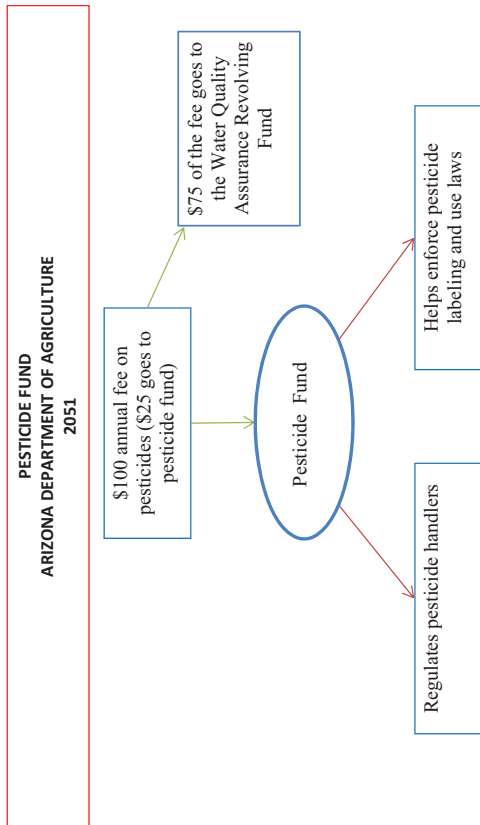 PESTICIDE FUND
ARIZONA DEPARTMENT OF AGRICULTURE
2051
$100 annual fee on
pesticides ($25 goes to
pesticide fund)
$75 of the fee goes to
the Water Quality
Assurance Revolving
Fund
Pesticide Fund
Regulates pesticide handlers
Helps enforce pesticide
labeling and use laws